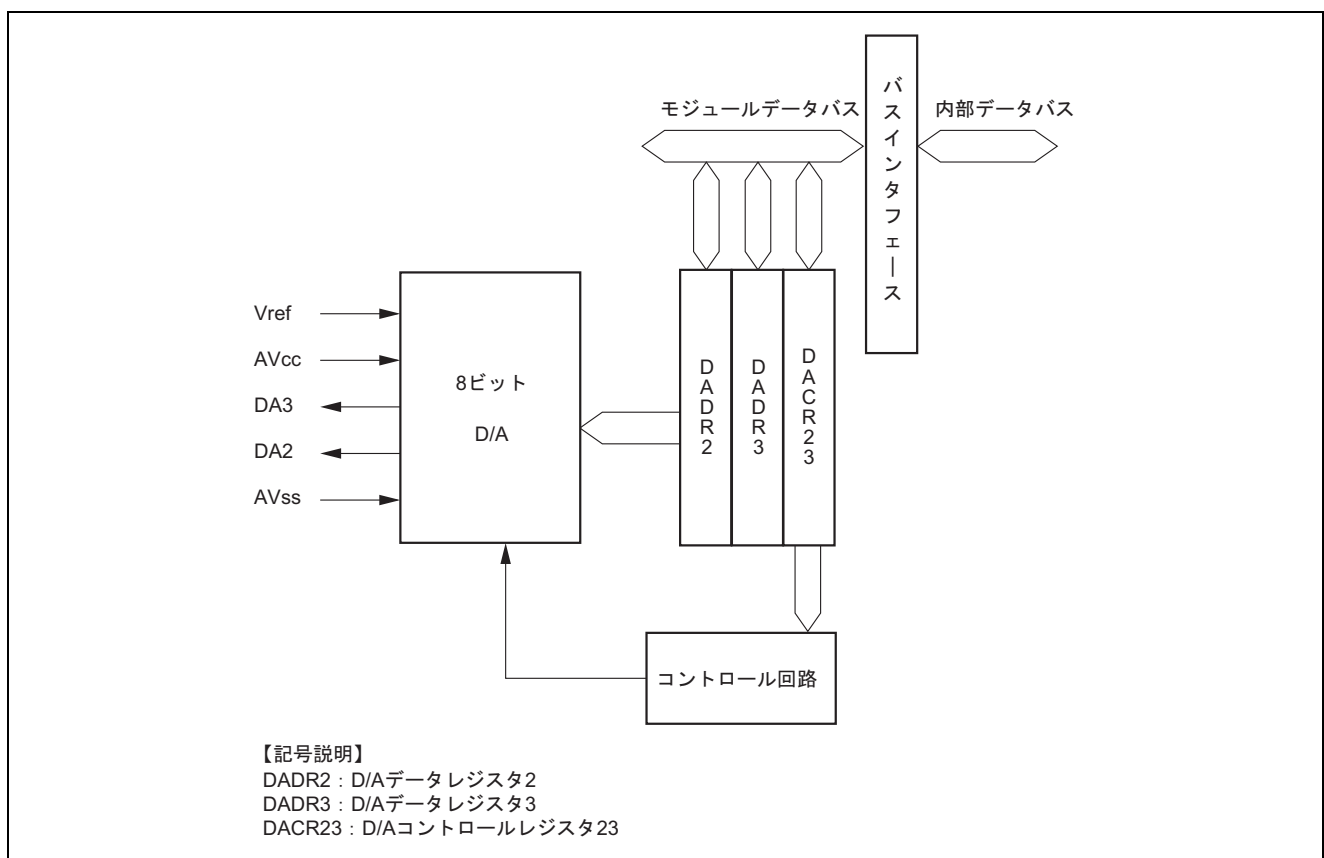 モジュールデータバス
バスインタフェース
内部データバス
Vref
AVcc
DA3
DA2
AVss
8ビット
D/A
DADR2
DADR3
DACR23
コントロール回路
【記号説明】
DADR2：D/Aデータレジスタ2
DADR3：D/Aデータレジスタ3
DACR23：D/Aコントロールレジスタ23